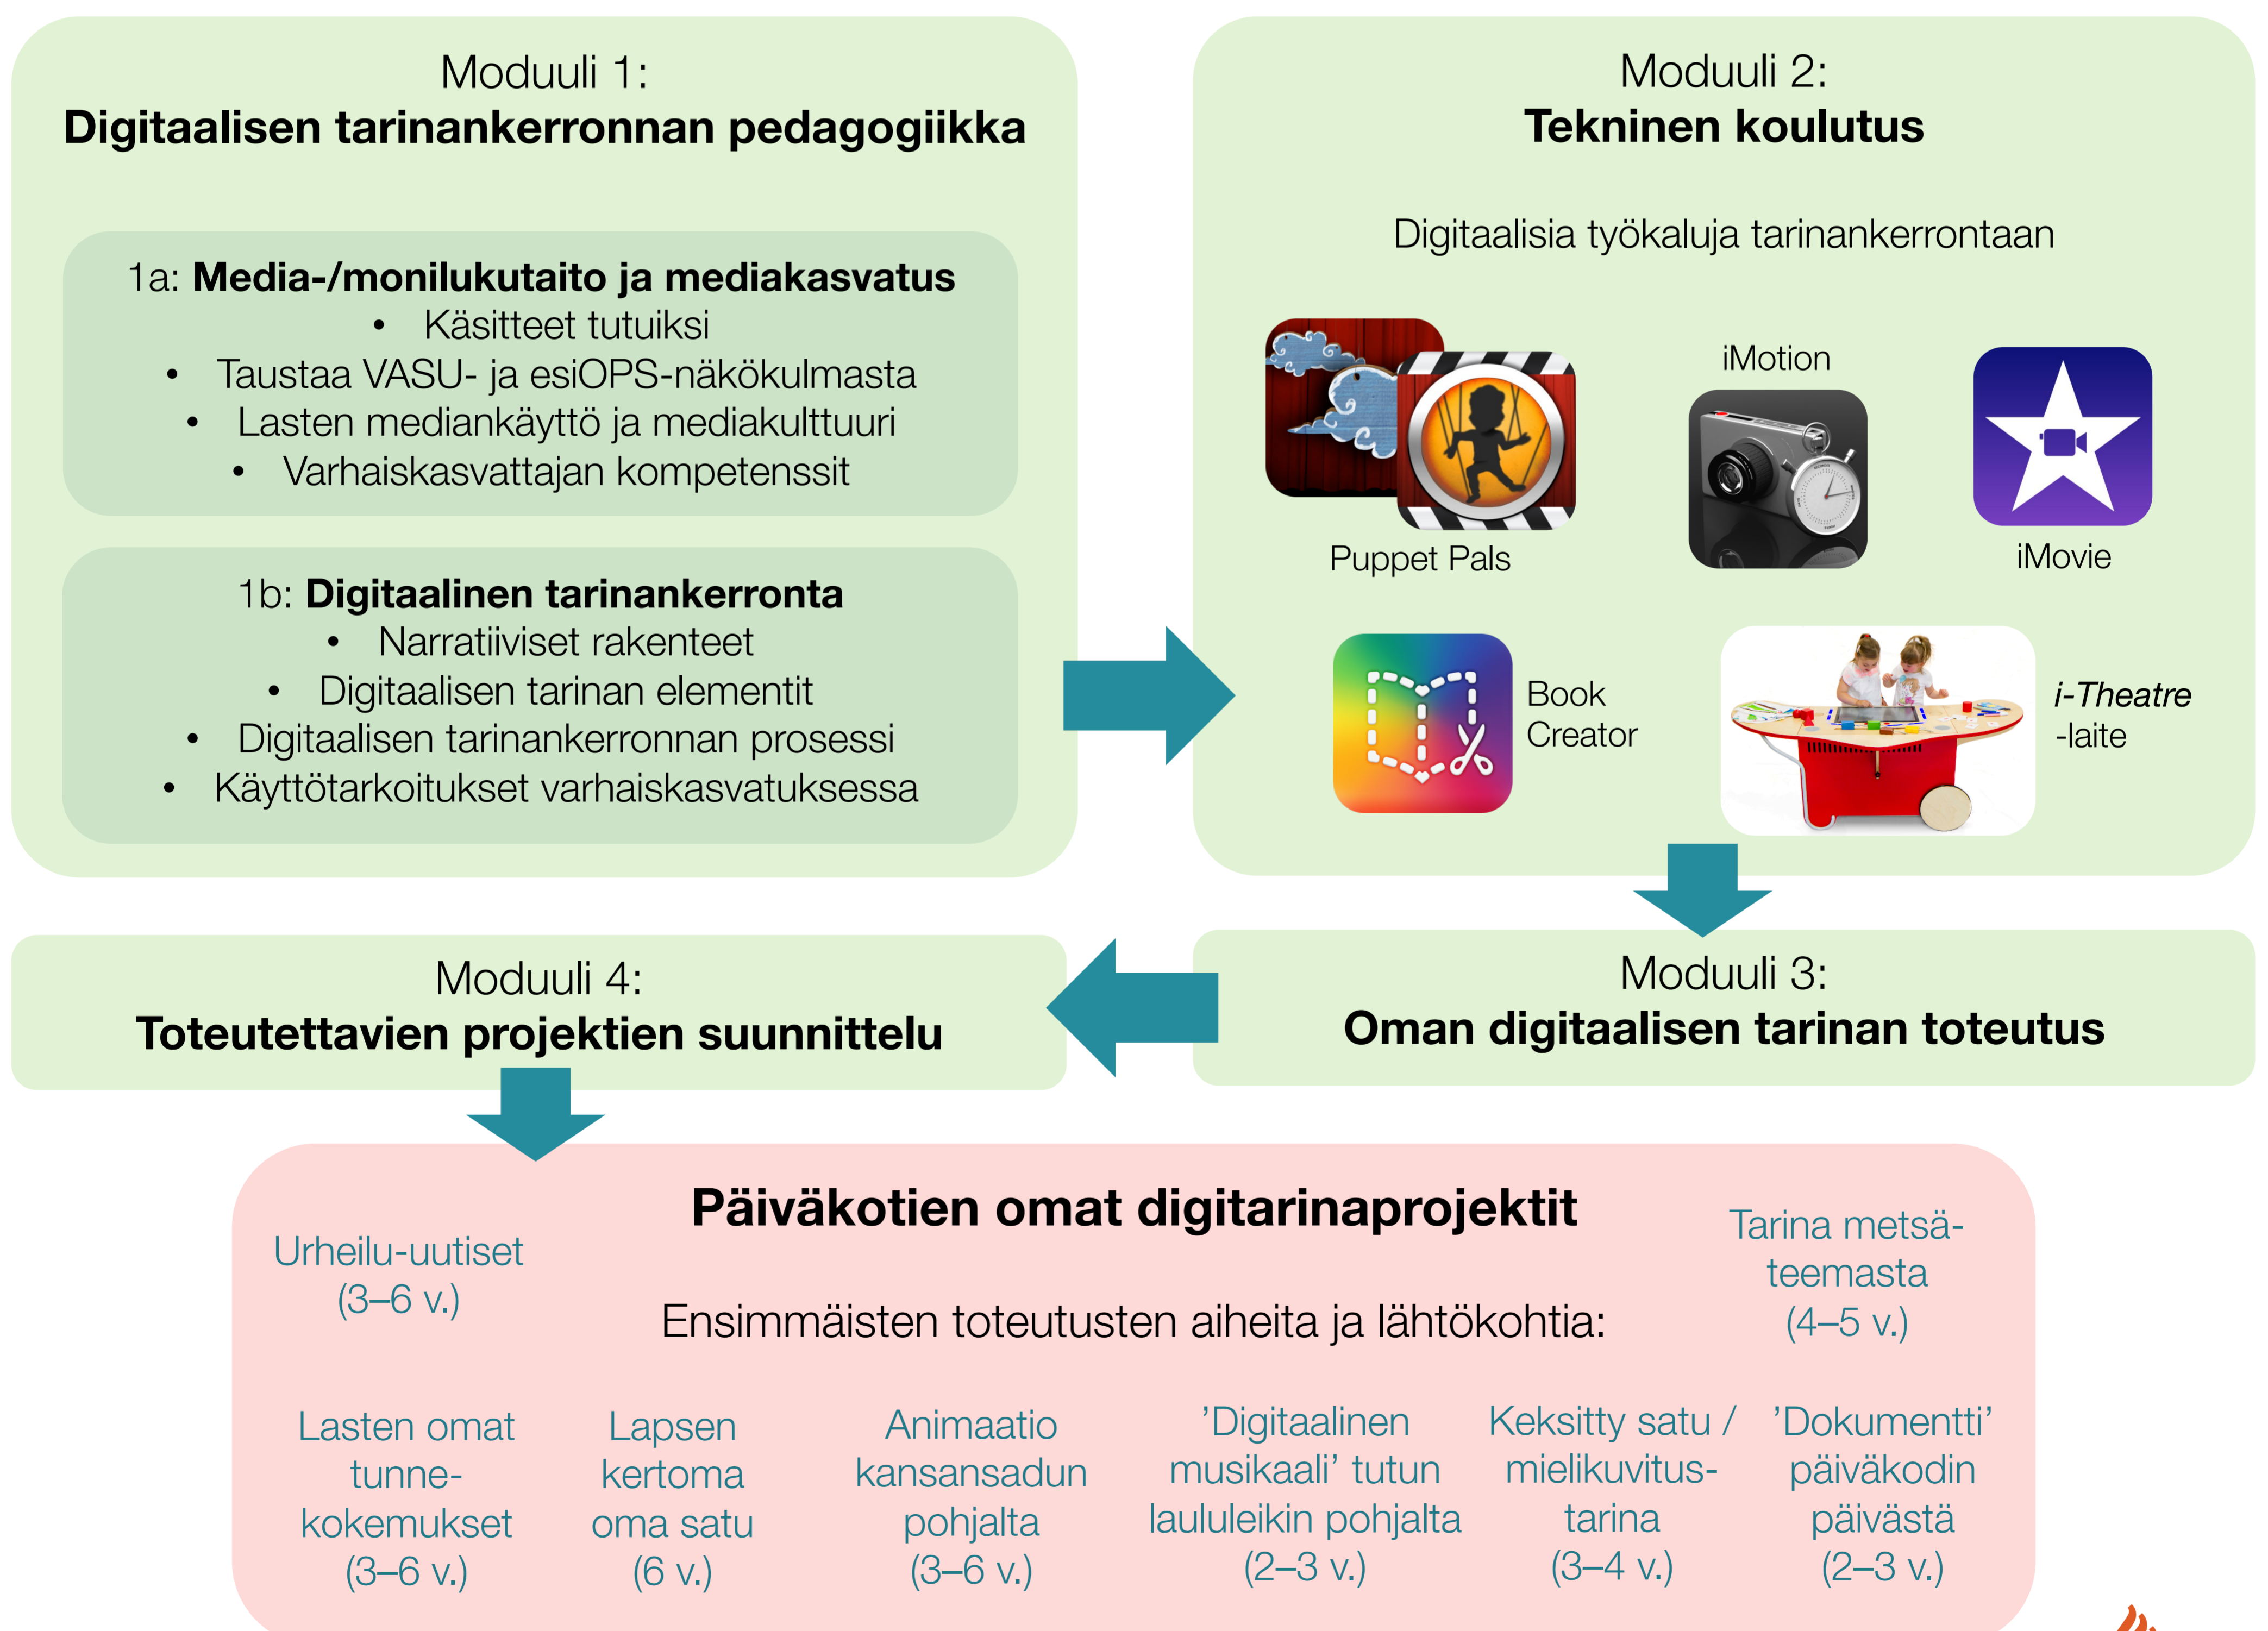 Moduuli 1:
Digitaalisen tarinankerronnan pedagogiikka
1a: Media-/monilukutaito ja mediakasvatus
• Käsitteet tutuiksi
• Taustaa VASU- ja esiOPS-näkökulmasta
• Lasten mediankäyttö ja mediakulttuuri
• Varhaiskasvattajan kompetenssit
1b: Digitaalinen tarinankerronta
• Narratiiviset rakenteet
• Digitaalisen tarinan elementit
• Digitaalisen tarinankerronnan prosessi
• Käyttötarkoitukset varhaiskasvatuksessa
Moduuli 2:
Tekninen koulutus
Digitaalisia työkaluja tarinankerrontaan
Puppet Pals
iMotion
iMovie
Book
Creator
i-Theatre
-laite
Moduuli 3:
Oman digitaalisen tarinan toteutus
Moduuli 4:
Toteutettavien projektien suunnittelu
Päiväkotien omat digitarinaprojektit
Ensimmäisten toteutusten aiheita ja lähtökohtia:
Urheilu-uutiset
(3–6 v.)
Tarina metsä-
teemasta
(4–5 v.)
Lasten omat
tunne-
kokemukset
(3–6 v.)
Lapsen
kertoma
oma satu
(6 v.)
Animaatio
kansansadun
pohjalta
(3–6 v.)
’Digitaalinen
musikaali’ tutun
laululeikin pohjalta
(2–3 v.)
Keksitty satu /
mielikuvitus-
tarina
(3–4 v.)
’Dokumentti’
päiväkodin
päivästä
(2–3 v.)